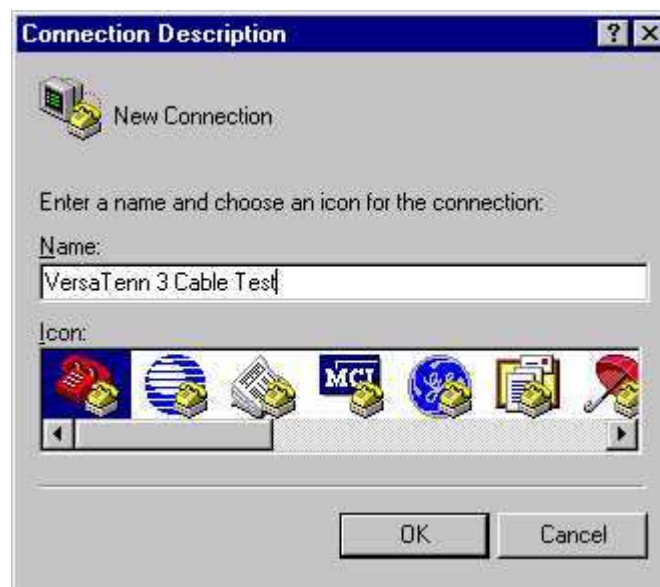 Connection Description
New Connection
Enter a name and choose an icon for the connection:
Name:
VersaTenn 3 Cable Test
Icon:
MCI
OK
Cancel